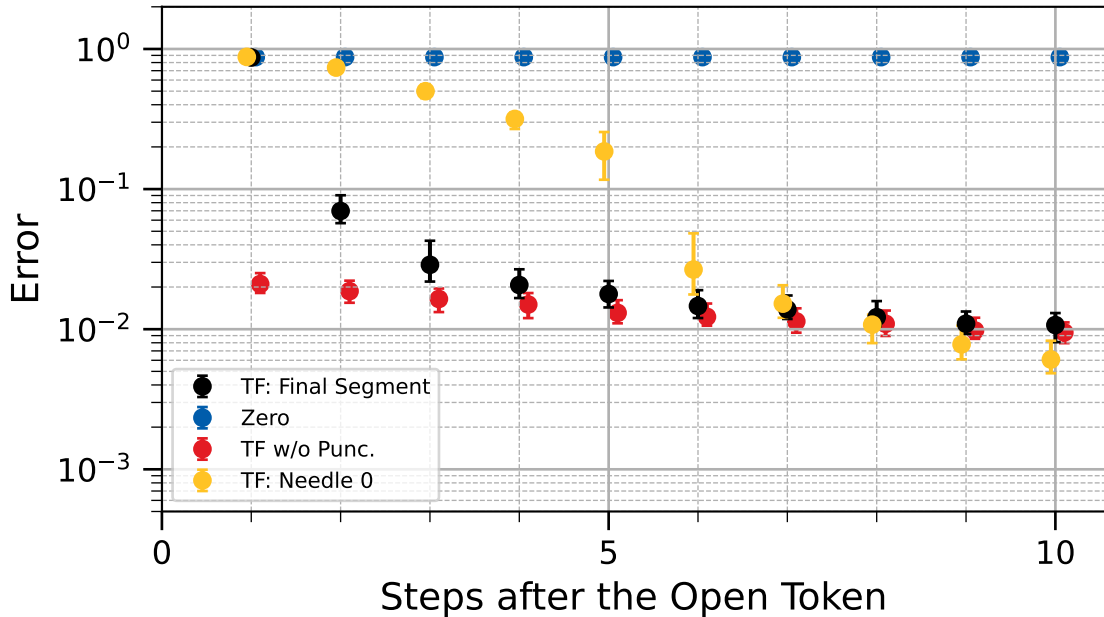 10^0
10^−1
10^−2
10^−3
Error
TF: Final Segment
Zero
TF w/o Punc.
TF: Needle 0
0 5 10
Steps after the Open Token